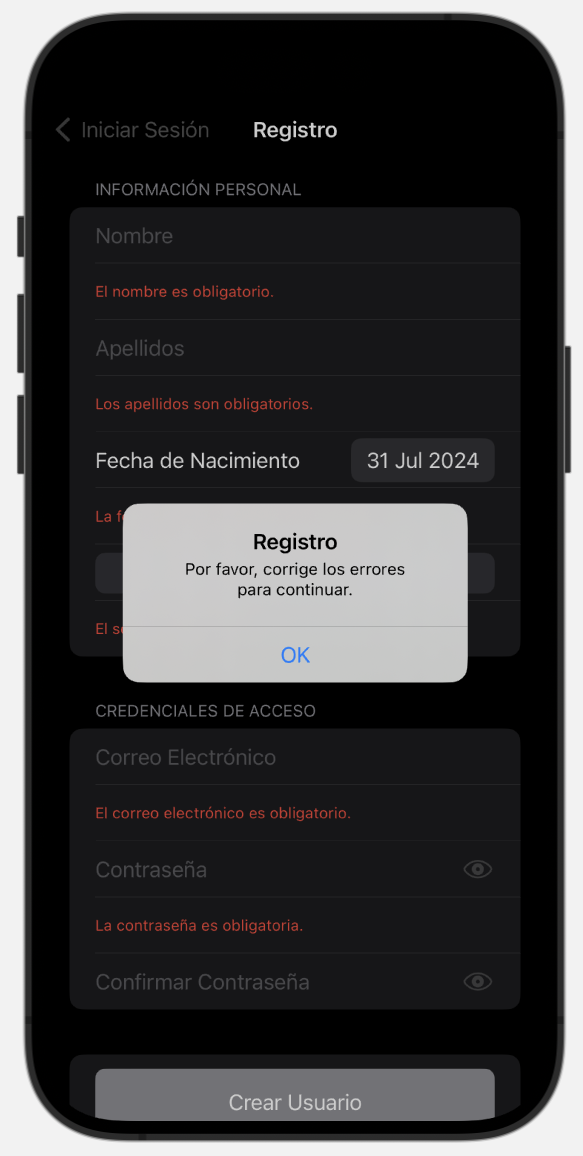 Iniciar Sesión
Registro
INFORMACIÓN PERSONAL
Nombre
El nombre es obligatorio.
Apellidos
Los apellidos son obligatorios.
Fecha de Nacimiento
31 Jul 2024
La
Registro
Por favor, corrige los errores
para continuar.
El
OK
CREDENCIALES DE ACCESO
Correo Electrónico
El correo electrónico es obligatorio.
Contraseña
La contraseña es obligatoria.
Confirmar Contraseña
Crear Usuario